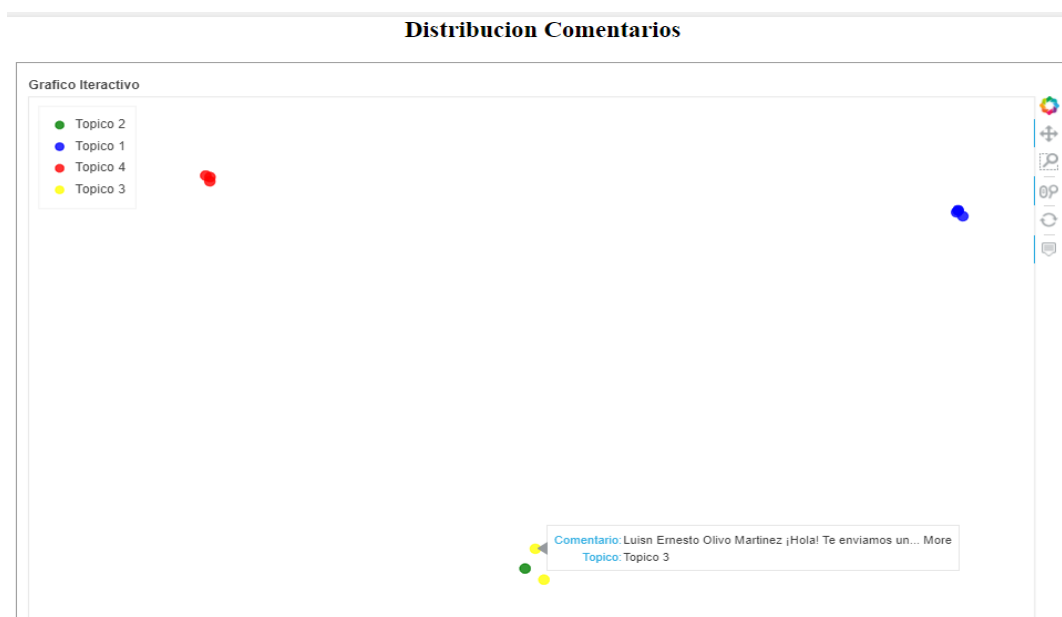 Distribucion Comentarios
Grafico Iteractivo
Topico 2
Topico 1
Topico 4
Topico 3
Comentario: Luisn Ernesto Olivo Martinez ¡Hola! Te enviamos un... More
Topico: Topico 3